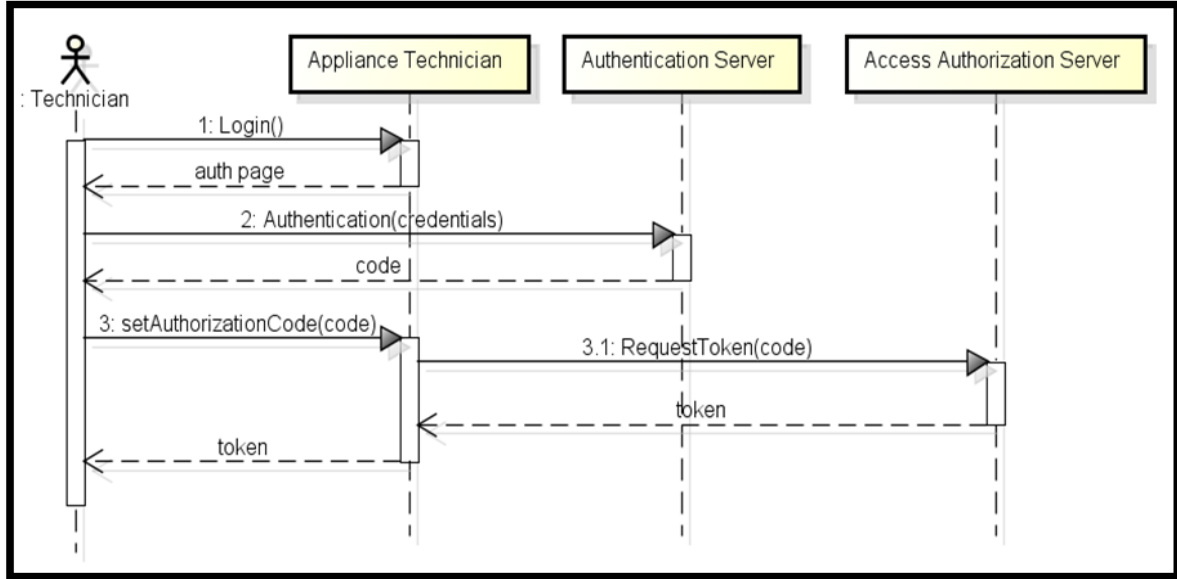 Appliance Technician
Authentication Server
Access Authorization Server
: Technician
1: Login()
auth page
2: Authentication(credentials)
code
3: setAuthorizationCode(code)
3.1: RequestToken(code)
token
token